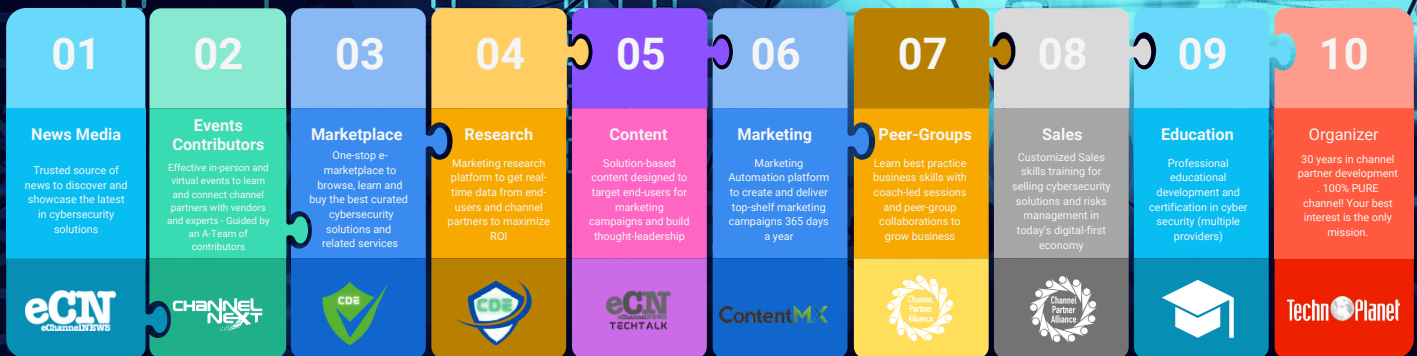 01
News Media
Trusted source of
news to discover and
showcase the latest
in cybersecurity
solutions
eCN
eChannelNEWS
02
Events
Contributors
Effective in-person and
virtual events to learn
and connect channel
partners with vendors
and experts - Guided by
an A-Team of
contributors
CHANNEL
NEXT
03
Marketplace
One-stop e-
marketplace to
browse, learn and
buy the best curated
cybersecurity
solutions and
related services
CDE
04
Research
Marketing research
platform to get real-
time data from end-
users and channel
partners to maximize
ROI
CDE
05
Content
Solution-based
content designed to
target end-users for
marketing
campaigns and build
thought-leadership
eCN
eChannelNEWS
TECHTALK
06
Marketing
Marketing
Automation platform
to create and deliver
top-shelf marketing
campaigns 365 days
a year
ContentMX
07
Peer-Groups
Learn best practice
business skills with
coach-led sessions
and peer-group
collaborations to
grow business
Channel
Partner
Alliance
08
Sales
Customized Sales
skills training for
selling cybersecurity
solutions and risks
management in
today's digital-first
economy
Channel
Partner
Alliance
09
Education
Professional
educational
development and
certification in cyber
security (multiple
providers)
10
Organizer
30 years in channel
partner development
. 100% PURE
channel! Your best
interest is the only
mission.
TechnoPlanet